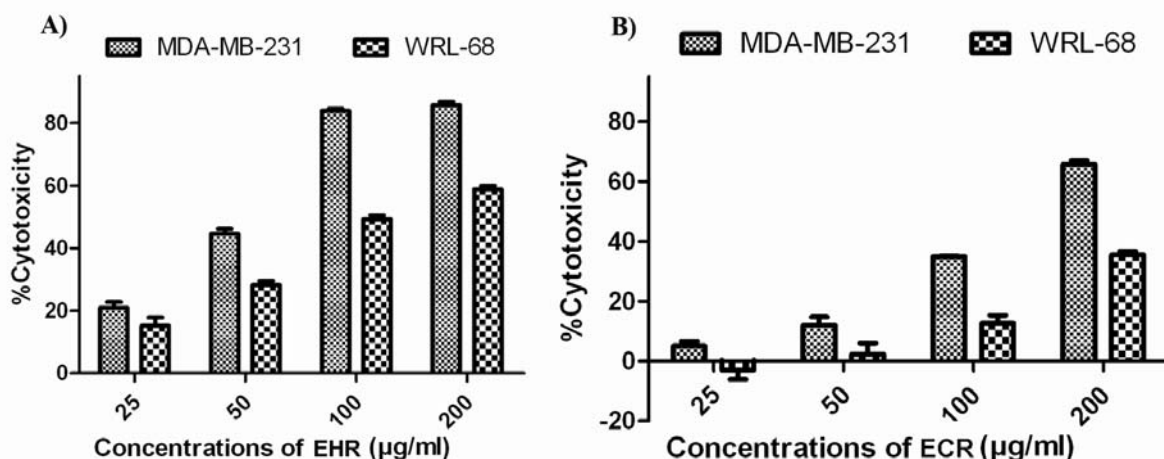 A)
MDA-MB-231 WRL-68
%Cytotoxicity
80
60
40
20
0
25 50 100 200
Concentrations of EHR (µg/ml)
B)
MDA-MB-231 WRL-68
%Cytotoxicity
80
60
40
20
0
-20
25 50 100 200
Concentrations of ECR (µg/ml)